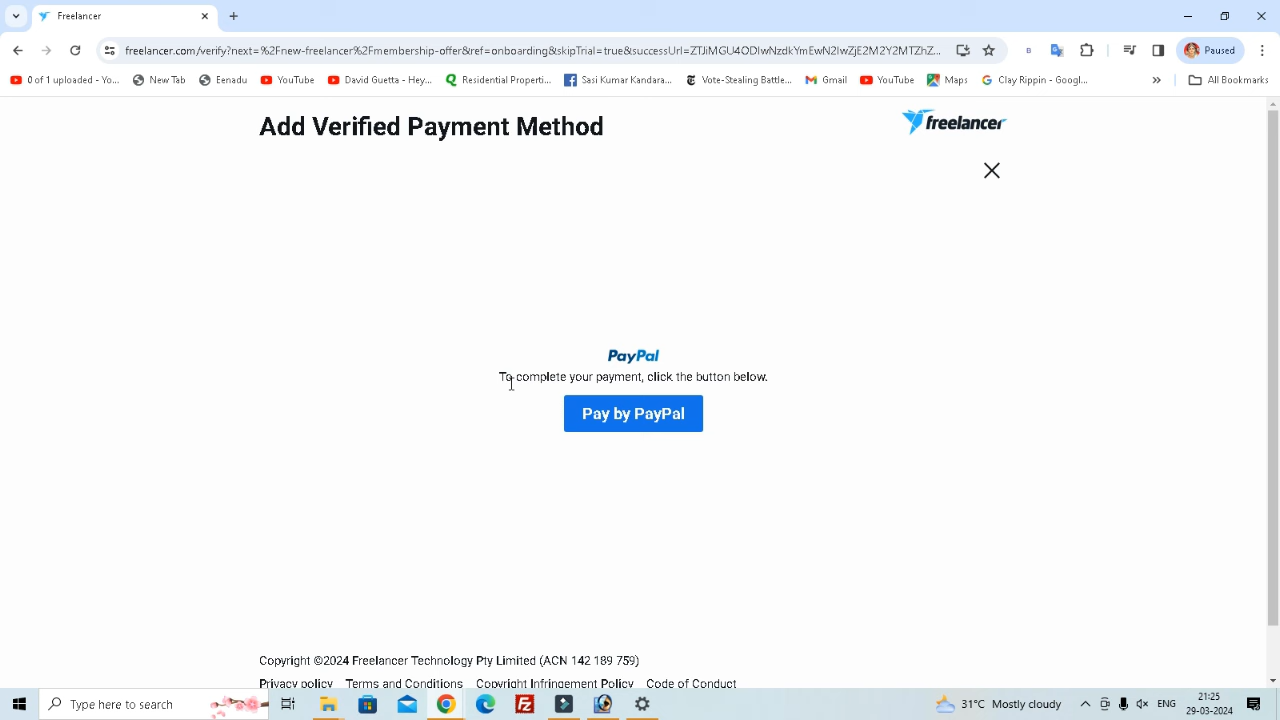 Freelancer
freelancer.com/verify?next=%2Fnew-freelancer%2Fmembership-offer&ref=onboarding&skipTrial=true&successUrl=ZTJiMGU4ODIwNzdkYmEwN2IwZjE2M2Y2MTZhZ...
Paused
0 of 1 uploaded - Yo...
New Tab
Eenadu
YouTube
David Guetta - Hey...
Residential Properti...
Sasi Kumar Kandara...
Vote-Stealing Battle...
Gmail
YouTube
Maps
Clay Rippin - Googl...
All Bookmarks
Add Verified Payment Method
freelancer
PayPal
To complete your payment, click the button below.
Pay by PayPal
Copyright ©2024 Freelancer Technology Pty Limited (ACN 142 189 759)
Privacy policy Terms and Conditions Copyright Infringement Policy Code of Conduct
Type here to search
31°C Mostly cloudy
ENG
21:25
29-03-2024